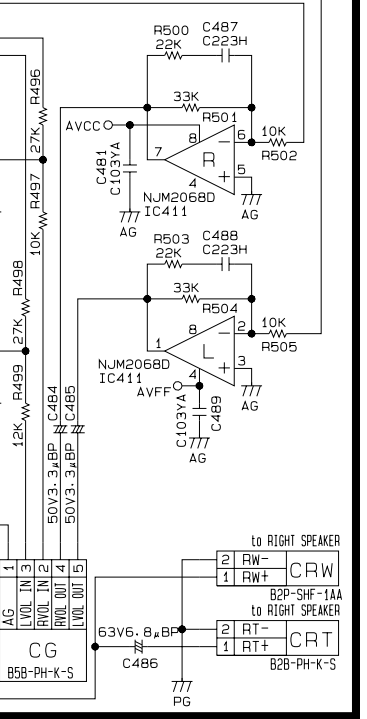 R500
22K
C487
C223H
33K
R501
AVCC
8
6
10K
R502
7
R
5
4
NJM2068D
IC411
AG
C481
C103YA
AG
R496
27K
R497
10K
R503
22K
C488
C223H
33K
R504
8
2
10K
R505
1
L
3
NJM2068D
IC411
4
AVFF
AG
C103YA
C489
AG
R498
27K
R499
12K
50V3.3µBP C484
50V3.3µBP C485
1 3 2 4 5
AG
LVOL IN
RVOL IN
RVOL OUT
LVOL OUT
CG
B5B-PH-K-S
to RIGHT SPEAKER
2 RW-
1 RW+
CRW
B2P-SHF-1AA
to RIGHT SPEAKER
2 RT-
1 RT+
CRT
B2B-PH-K-S
63V6.8µBP
C486
PG